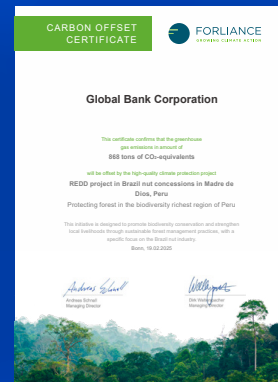 CARBON OFFSET
CERTIFICATE
FORLIANCE
GROWING CLIMATE ACTION
Global Bank Corporation
This certificate confirms that the greenhouse
gas emissions in amount of
868 tons of CO₂-equivalents
will be offset by the high-quality climate protection project
REDD project in Brazil nut concessions in Madre de
Dios, Peru
Protecting forest in the biodiversity richest region of Peru
This initiative is designed to promote biodiversity conservation and strengthen
local livelihoods through sustainable forest management practices, with a
specific focus on the Brazil nut industry.
Bonn, 19.02.2025
Andreas Schnall
Managing Director
Dirk Walterspacher
Managing Director